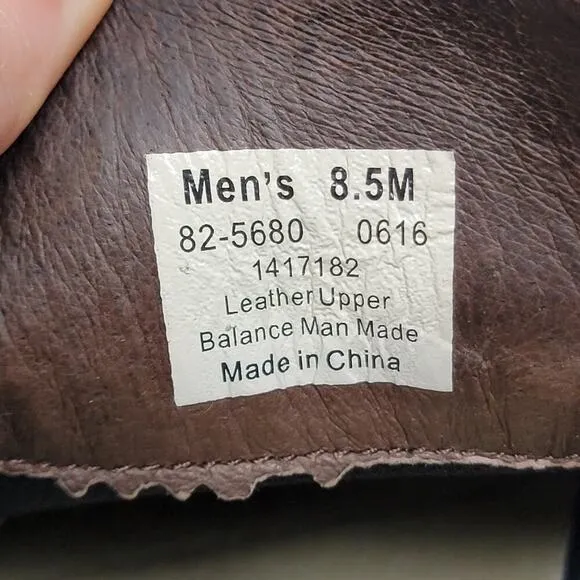 Men's 8.5M
82-5680 0616
1417182
Leather Upper
Balance Man Made
Made in China